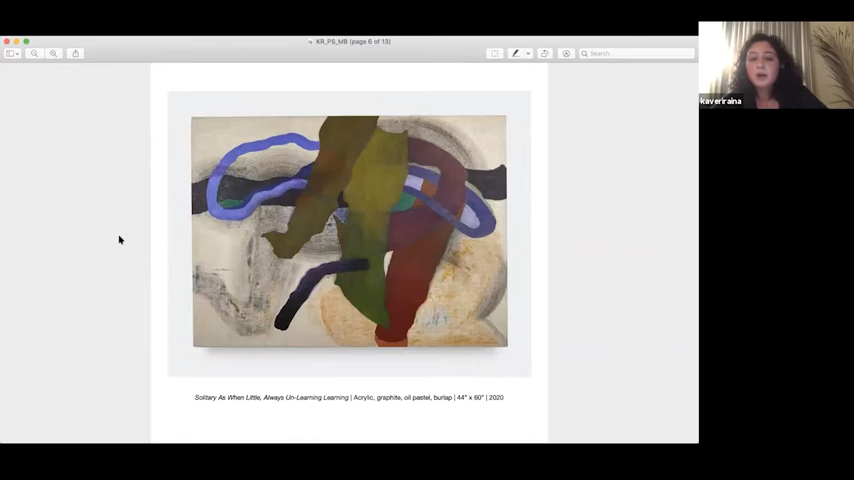 KR_PS_MB (page 6 of 13)
Search
kaveriraina
Solitary As When Little, Always Un-Learning Learning | Acrylic, graphite, oil pastel, burlap | 44" x 60" | 2020